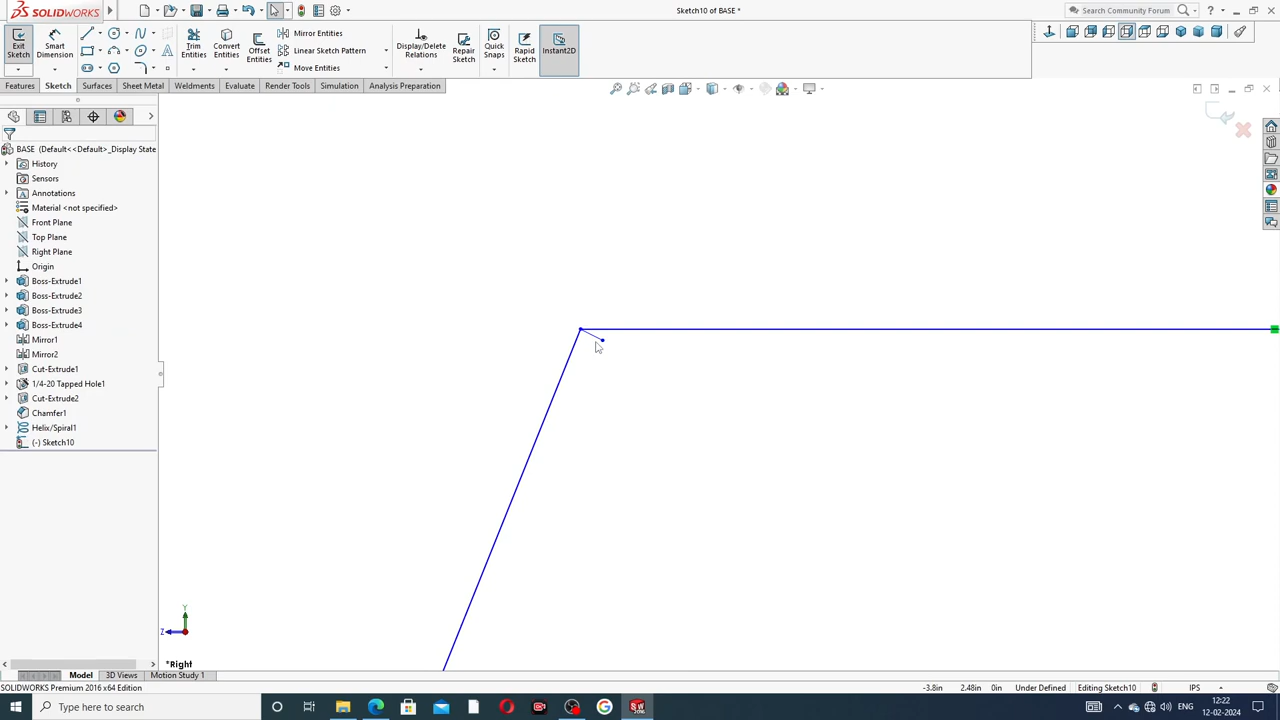 SOLIDWORKS
Sketch10 of BASE *
Search Community Forum
Exit Sketch
Smart Dimension
Trim Entities
Convert Entities
Offset Entities
Mirror Entities
Linear Sketch Pattern
Move Entities
Display/Delete Relations
Repair Sketch
Quick Snaps
Rapid Sketch
Instant2D
Features
Sketch
Surfaces
Sheet Metal
Weldments
Evaluate
Render Tools
Simulation
Analysis Preparation
BASE (Default<<Default>_Display State
History
Sensors
Annotations
Material <not specified>
Front Plane
Top Plane
Right Plane
Origin
Boss-Extrude1
Boss-Extrude2
Boss-Extrude3
Boss-Extrude4
Mirror1
Mirror2
Cut-Extrude1
1/4-20 Tapped Hole1
Cut-Extrude2
Chamfer1
Helix/Spiral1
(-) Sketch10
Y
Z
*Right
Model
3D Views
Motion Study 1
SOLIDWORKS Premium 2016 x64 Edition
-3.8in
2.48in
0in
Under Defined
Editing Sketch10
IPS
Type here to search
ENG
12:22
12-02-2024